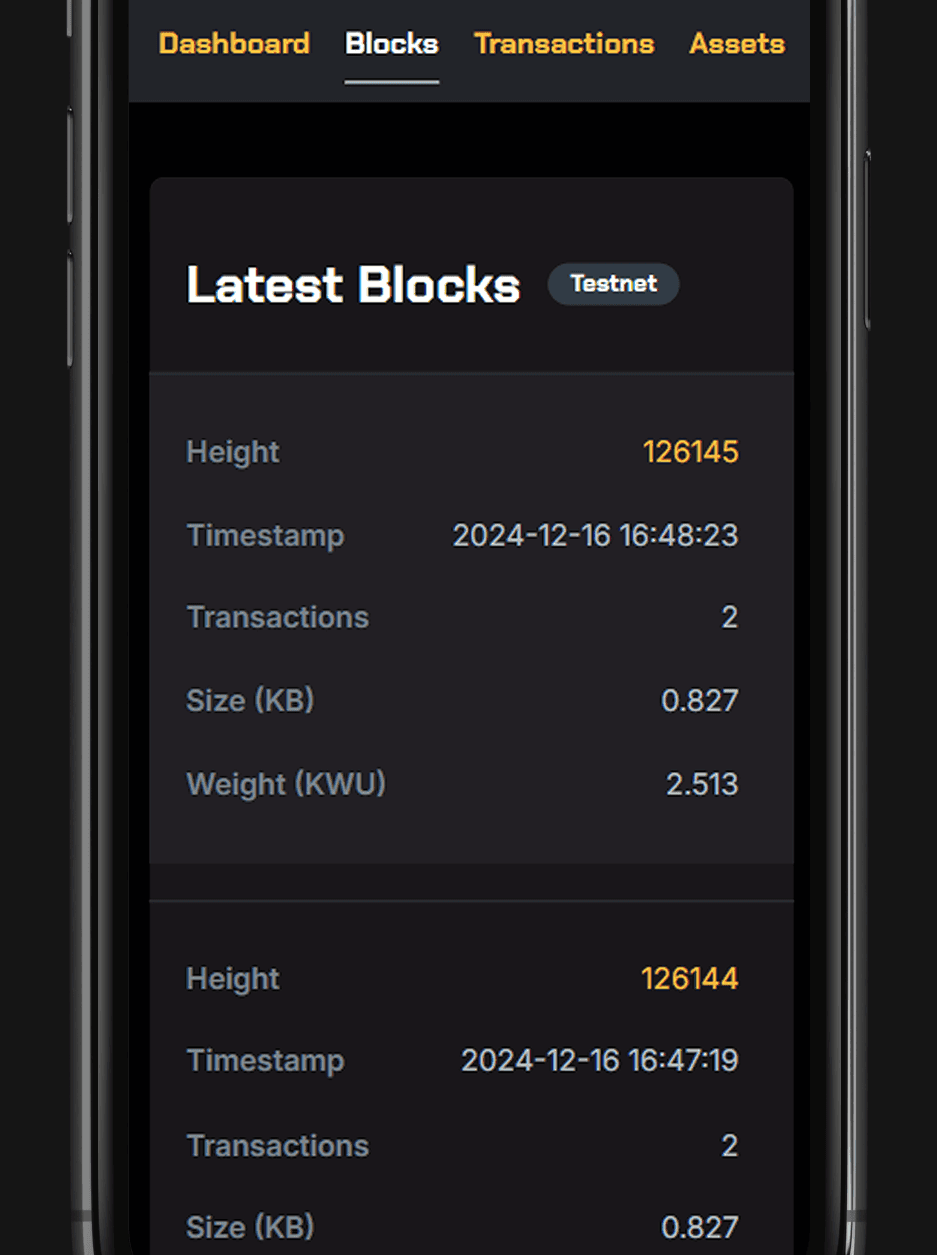 Dashboard Blocks Transactions Assets
Latest Blocks Testnet
Height 126145
Timestamp 2024-12-16 16:48:23
Transactions 2
Size (KB) 0.827
Weight (KWU) 2.513
Height 126144
Timestamp 2024-12-16 16:47:19
Transactions 2
Size (KB) 0.827